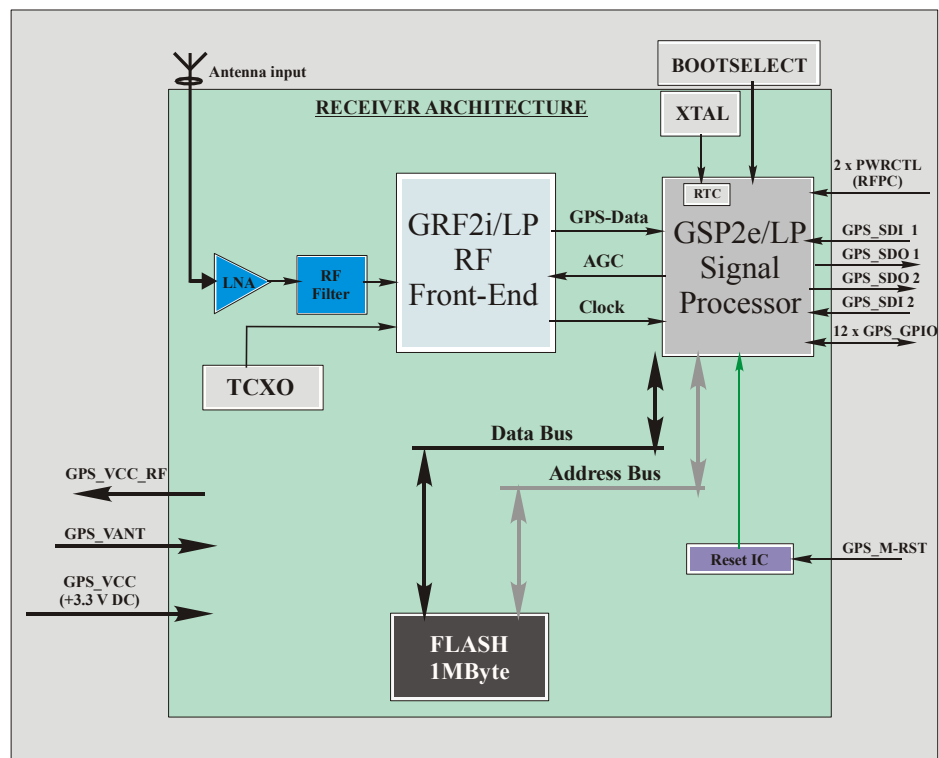 Antenna input
BOOTSELECT
RECEIVER ARCHITECTURE
XTAL
2 x PWRCTL
(RFPC)
RTC
GRF2i/LP
RF
Front-End
GPS-Data
AGC
Clock
GSP2e/LP
Signal
Processor
GPS_SDI 1
GPS_SDO 1
GPS_SDO 2
GPS_SDI 2
12 x GPS_GPIO
LNA
RF
Filter
TCXO
Data Bus
Address Bus
GPS_VCC_RF
GPS_VANT
GPS_VCC
(+3.3 V DC)
Reset IC
GPS_M-RST
FLASH
1MByte